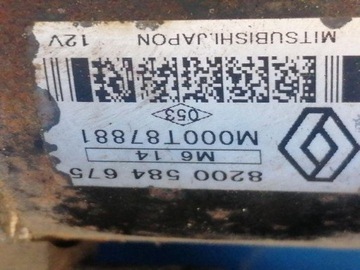 8200 584 675
M6 14
M000T87881
053
MITSUBISHI.JAPON 12V